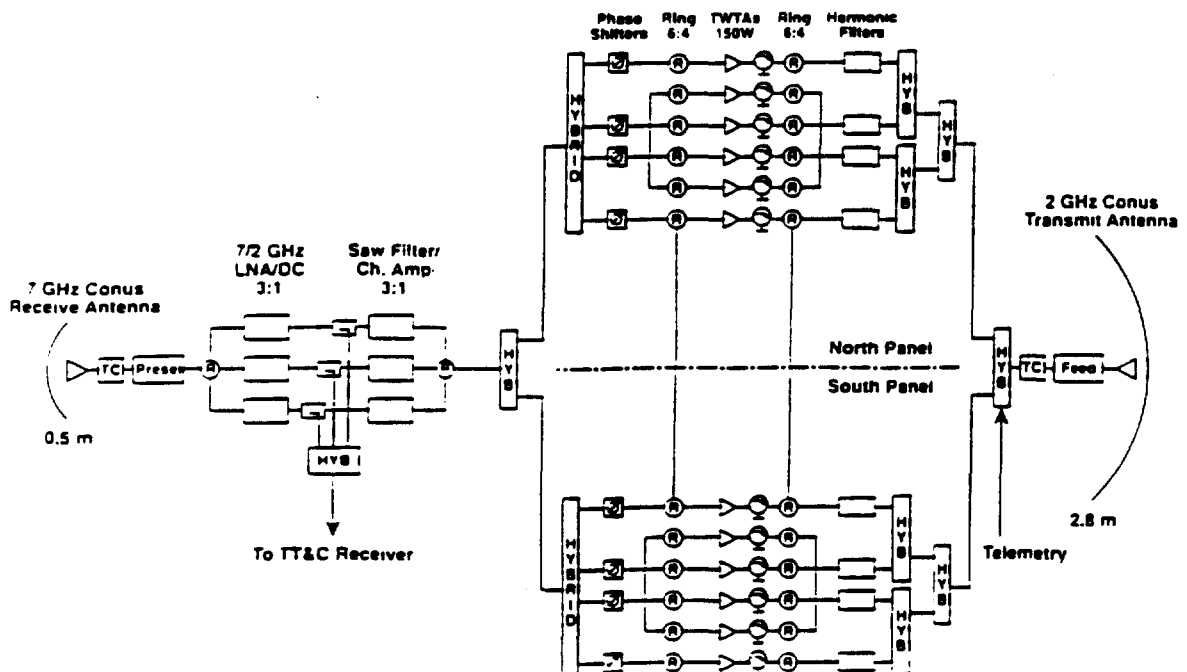 Phase Shifters
Ring 6:4
TWTAs 150W
Ring 6:4
Harmonic Filters
HYBRID
R R
R R
R R
R R
R R
R R
HYB
HYB
HYB
2 GHz Conus
Transmit Antenna
7/2 GHz
LNA/DC
3:1
Saw Filter/
Ch. Amp
3:1
7 GHz Conus
Receive Antenna
TC
R
R
HYB
North Panel
South Panel
HYB
TC
Feed
0.5 m
HYB
To TT&C Receiver
2.8 m
Telemetry
HYBRID
R R
R R
R R
R R
R R
HYB
HYB
HYB